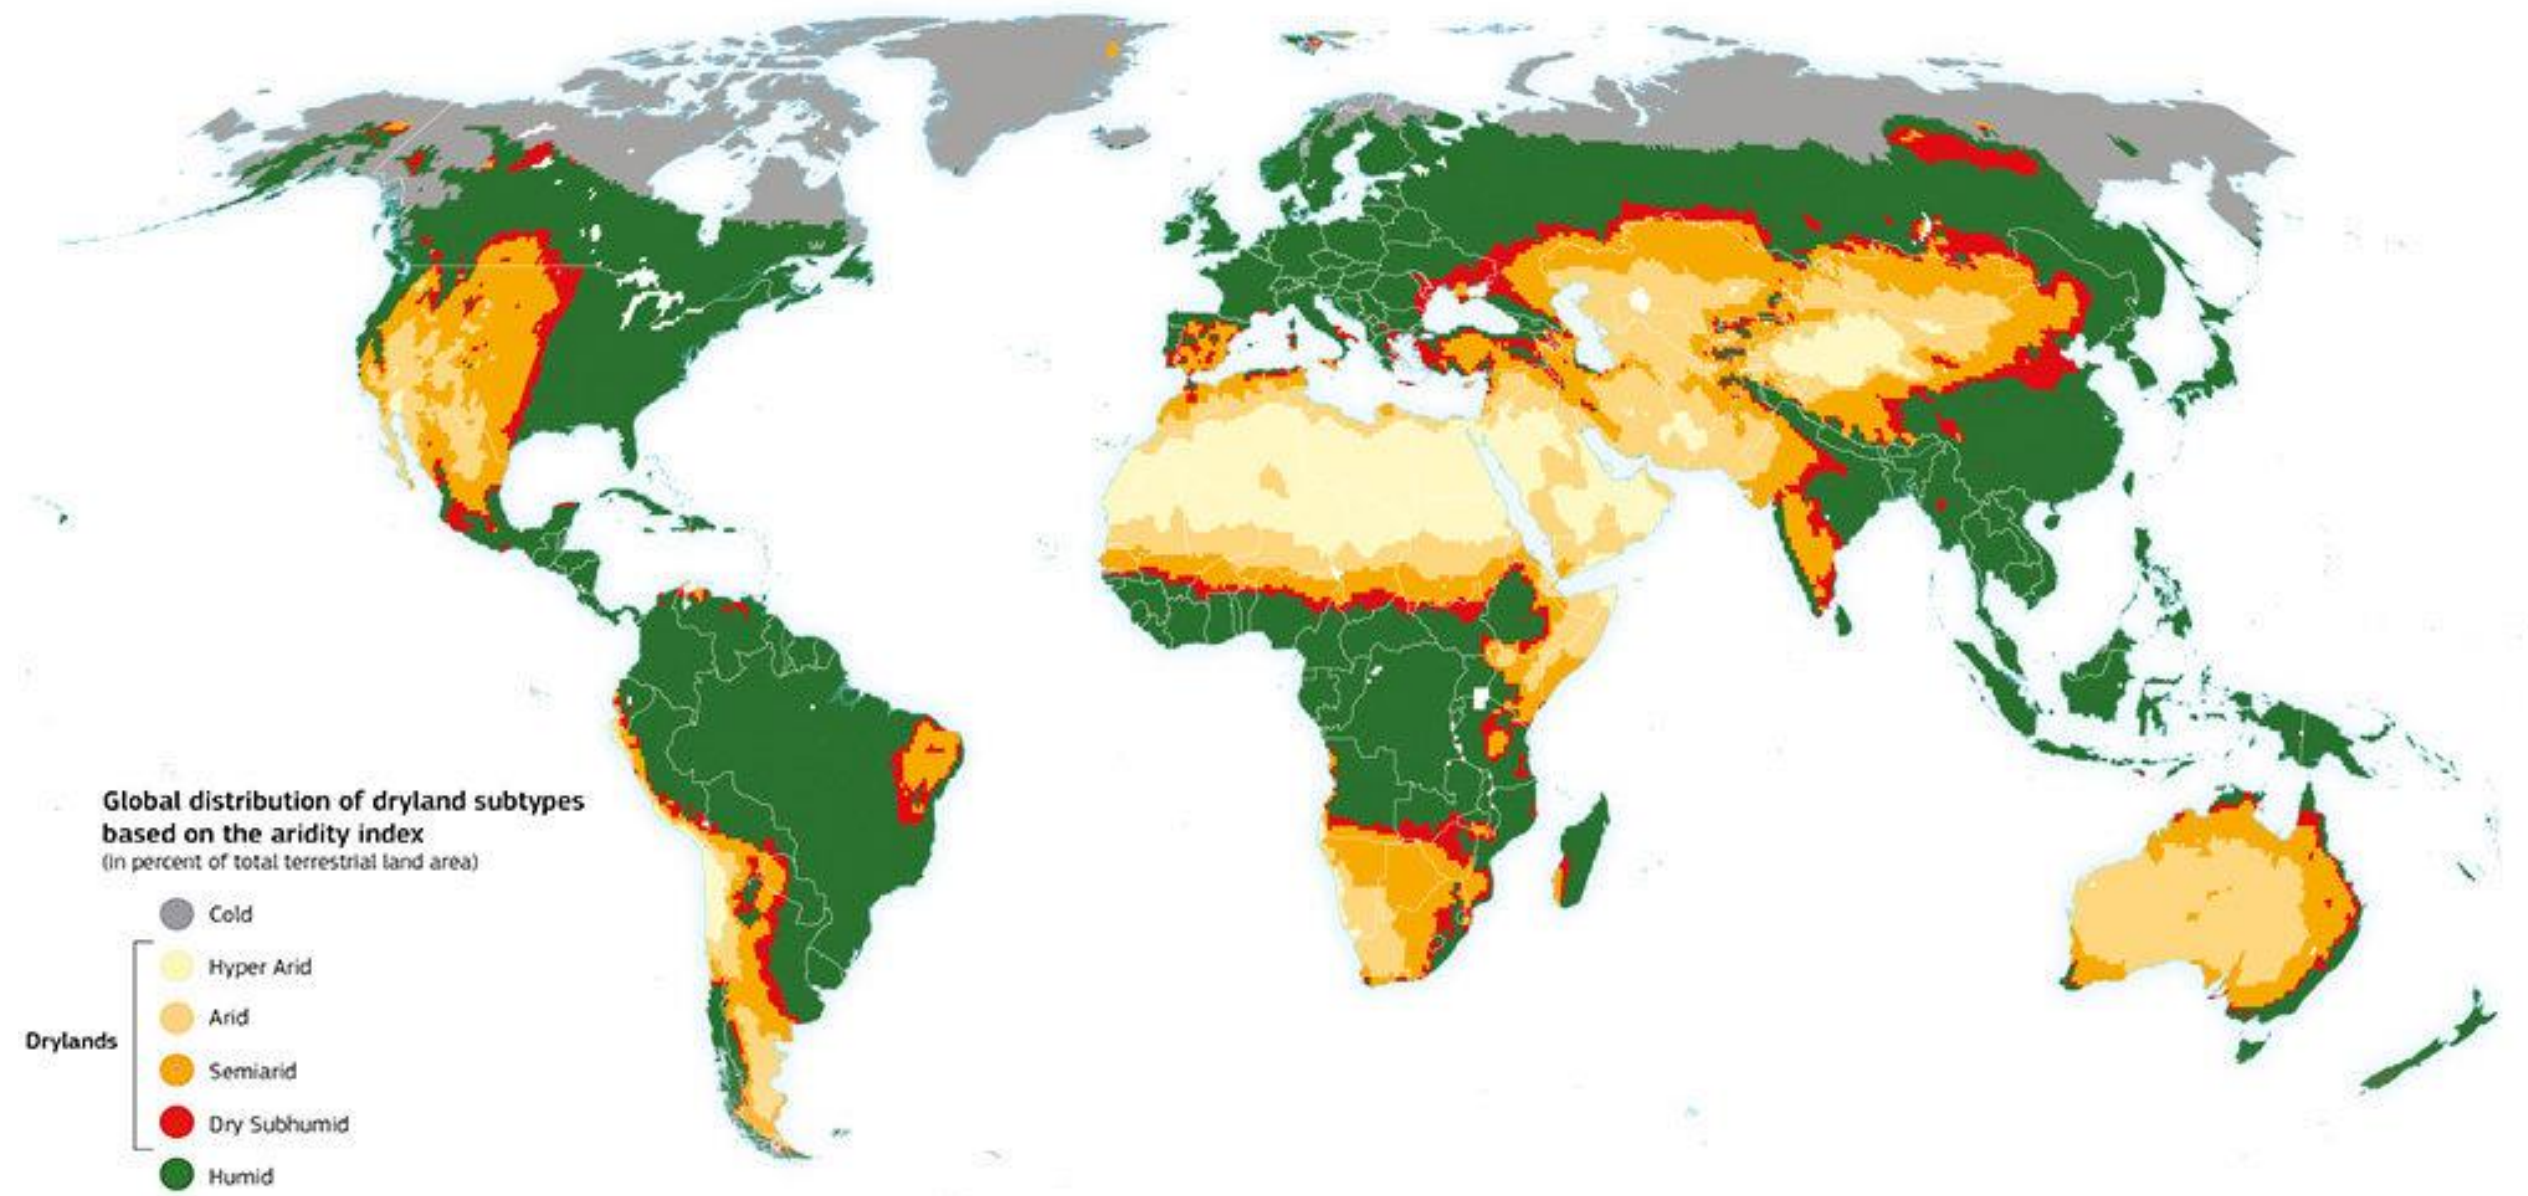 Global distribution of dryland subtypes
based on the aridity index
(in percent of total terrestrial land area)
Cold
Hyper Arid
Arid
Drylands
Semiarid
Dry Subhumid
Humid